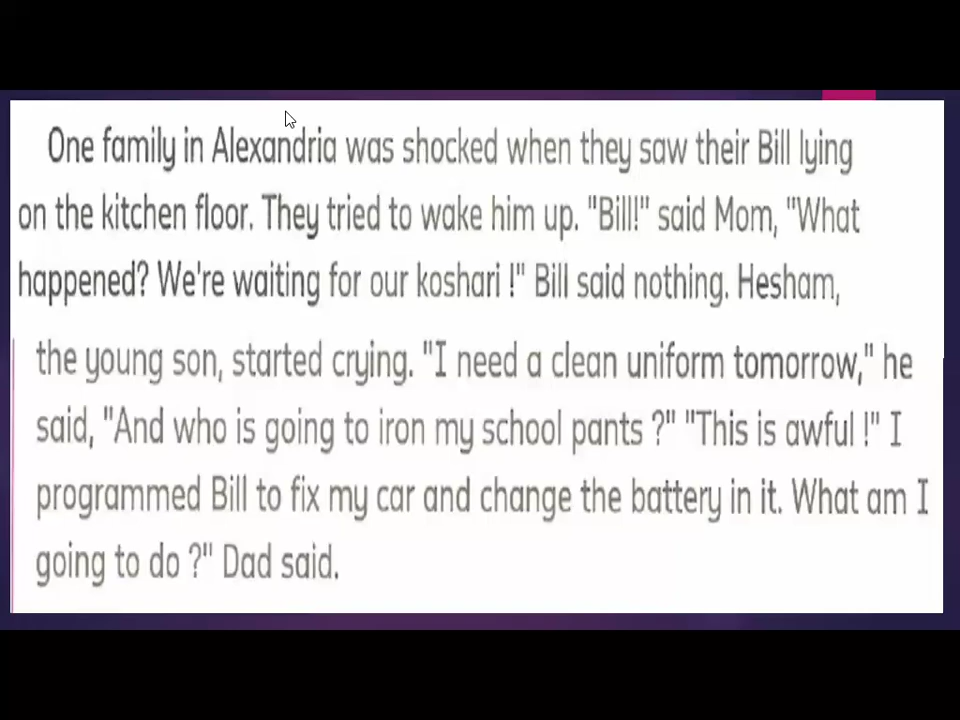 One family in Alexandria was shocked when they saw their Bill lying
on the kitchen floor. They tried to wake him up. "Bill!" said Mom, "What
happened? We're waiting for our koshari !" Bill said nothing. Hesham,
the young son, started crying. "I need a clean uniform tomorrow," he
said, "And who is going to iron my school pants ?" "This is awful !" I
programmed Bill to fix my car and change the battery in it. What am I
going to do ?" Dad said.